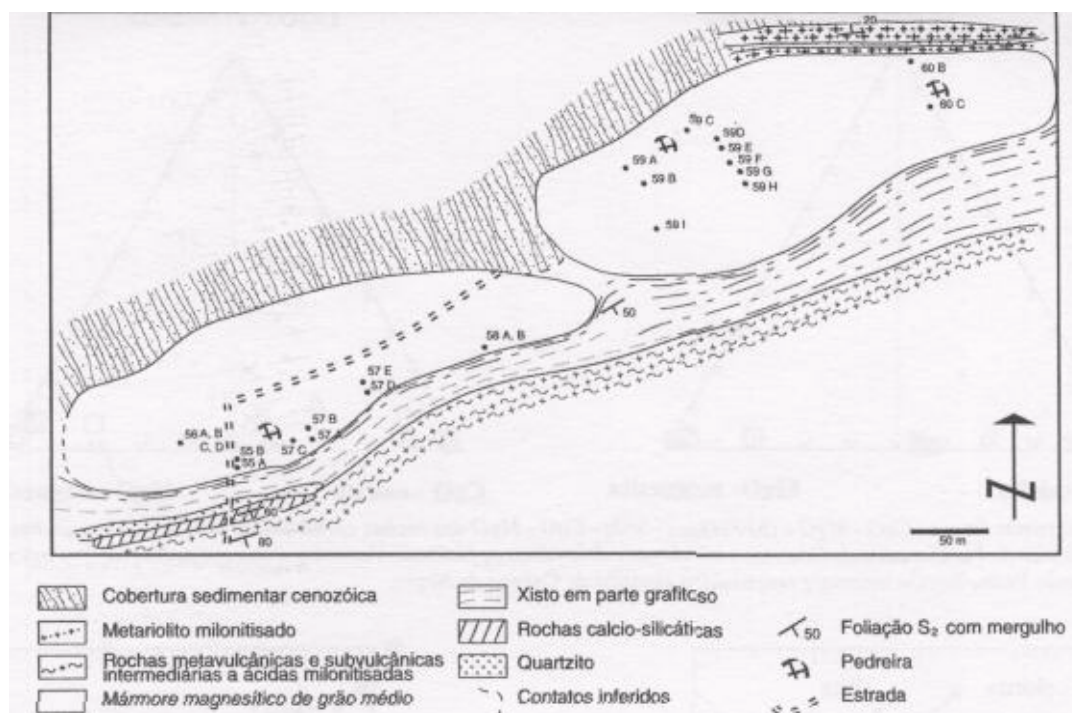 20
60 B
60 C
59 C
59D
59 E
59 A
59 F
59 G
59 B
59 H
59 I
50
58 A, B
57 E
57 D
57 B
56 A, B
C, D
57 A
57 C
55 B
55 A
80
50 m
Cobertura sedimentar cenozóica
Xisto em parte grafitoso
Metariolito milonitisado
Rochas calcio-silicáticas
50
Foliação S₂ com mergulho
Rochas metavulcânicas e subvulcânicas
intermediárias a ácidas milonitisadas
Quartzito
Pedreira
Mármore magnesítico de grão médio
Contatos inferidos
Estrada